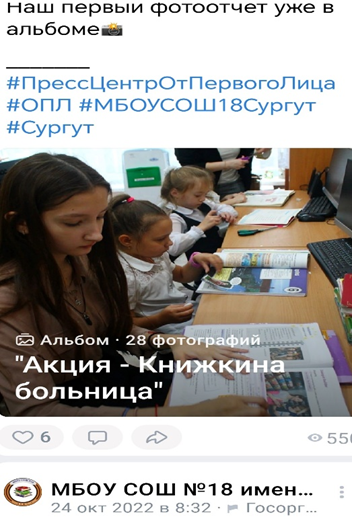 Наш первый фотоотчет уже в
альбоме📸
#ПрессЦентрОтПервогоЛица
#ОПЛ #МБОУСОШ18Сургут
#Сургут
Альбом · 28 фотографий
"Акция - Книжкина
больница"
6
550
МБОУ СОШ №18 имен...
24 окт 2022 в 8:32 · Госорг...